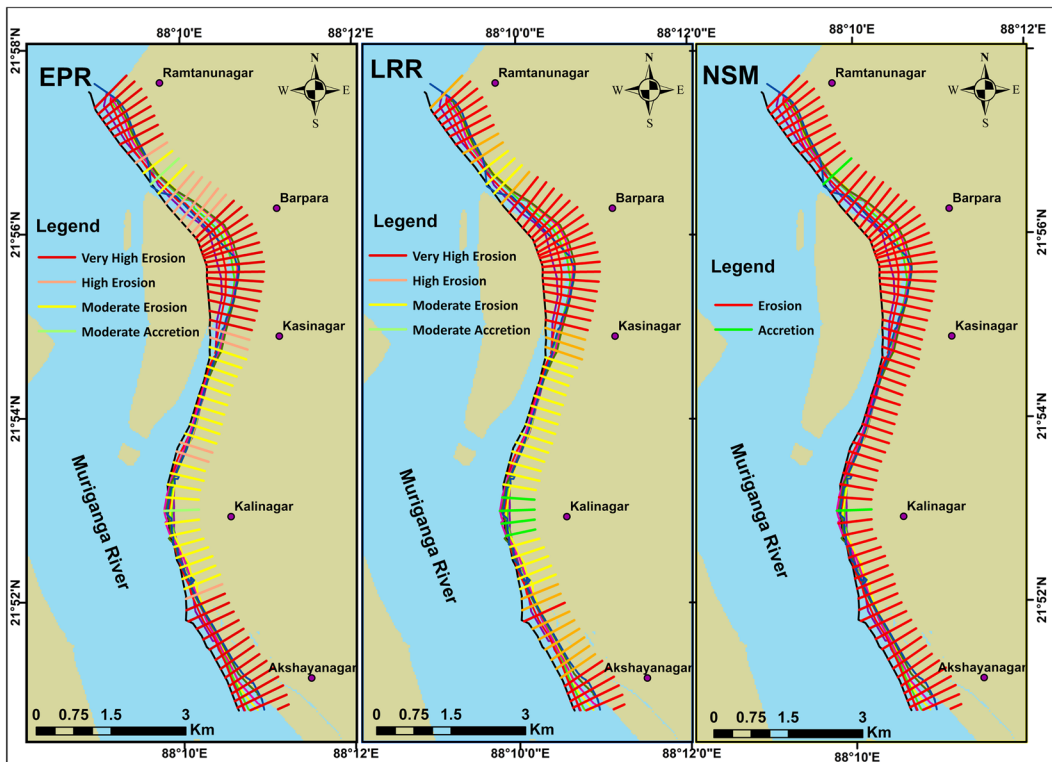 88°10'E 88°12'E 88°10'0"E 88°12'0"E 88°10'E 88°12'E
21°58'N
21°56'N
21°54'N
21°52'N
EPR
N
W E
S
Ramtanunagar
Barpara
Legend
Very High Erosion
High Erosion
Moderate Erosion
Moderate Accretion
Kasinagar
Kalinagar
Muriganga River
Akshayanagar
0 0.75 1.5 3
Km
88°10'E 88°12'E
LRR
N
W E
S
Ramtanunagar
Barpara
Legend
Very High Erosion
High Erosion
Moderate Erosion
Moderate Accretion
Kasinagar
Kalinagar
Muriganga River
Akshayanagar
0 0.75 1.5 3
Km
88°10'0"E 88°12'0"E
NSM
N
W E
S
Ramtanunagar
Barpara
Legend
Erosion
Accretion
Kasinagar
Kalinagar
Muriganga River
Akshayanagar
0 0.75 1.5 3
Km
88°10'E
21°58'N
21°56'N
21°54'N
21°52'N